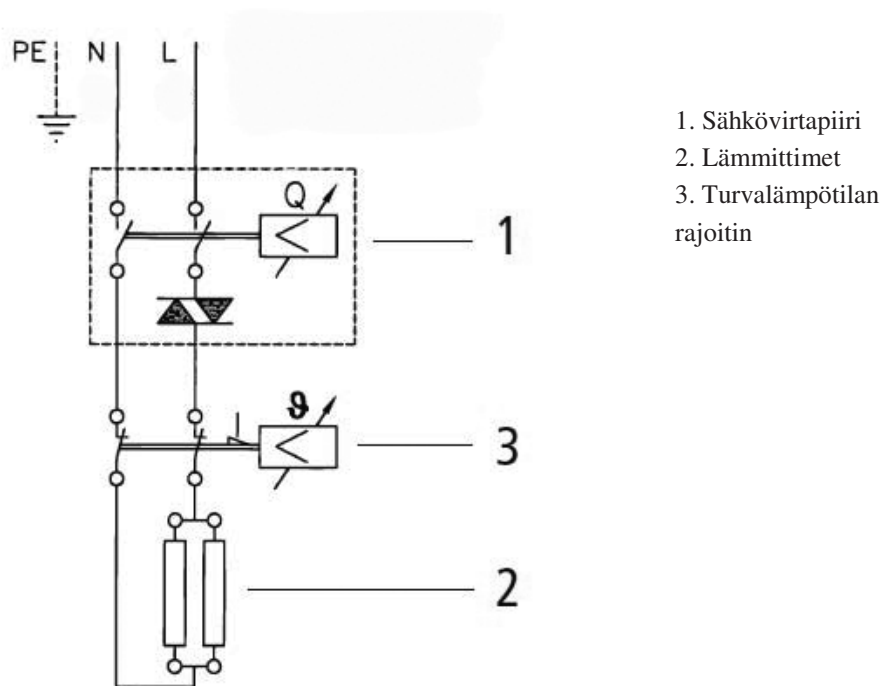 PE N L
1. Sähkövirtapiiri
2. Lämmittimet
3. Turvalämpötilan
rajoitin
Q
1
ϑ
3
2